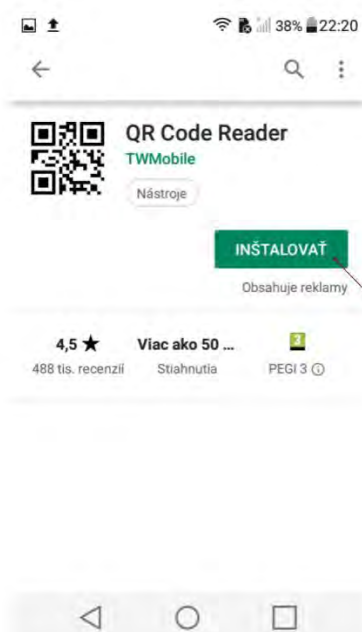 38% 22:20
QR Code Reader
TWMobile
Nástroje
INŠTALOVAŤ
Obsahuje reklamy
4,5 ★ Viac ako 50 ... 3
488 tis. recenzií Stiahnutia PEGI 3 ⓘ